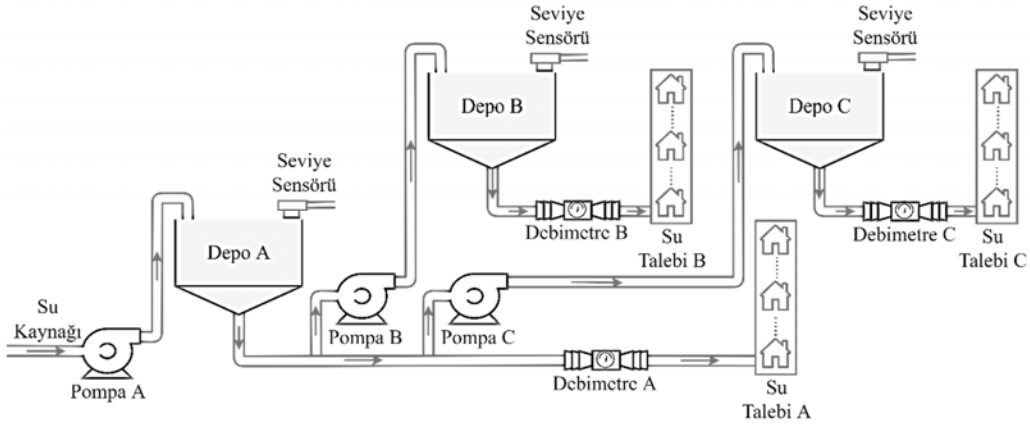 Seviye
Sensörü
Depo B
Debimetre B
Su
Talebi B
Seviye
Sensörü
Depo C
Debimetre C
Su
Talebi C
Seviye
Sensörü
Depo A
Su
Kaynağı
Pompa A
Pompa B
Pompa C
Debimetre A
Su
Talebi A